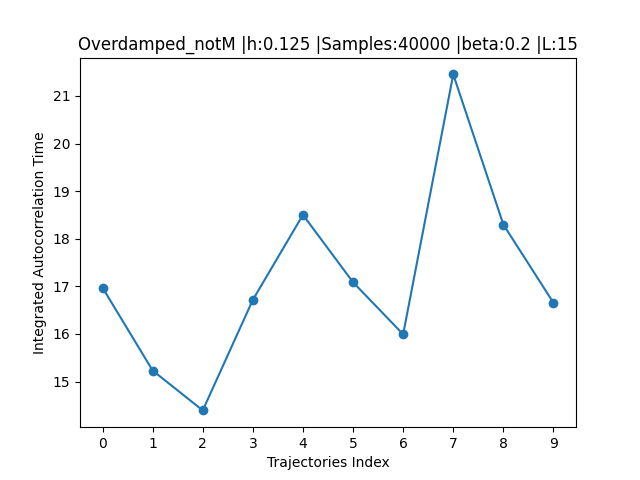 Overdamped_notM |h:0.125 |Samples:40000 |beta:0.2 |L:15
21
20
19
18
17
16
15
Integrated Autocorrelation Time
0 1 2 3 4 5 6 7 8 9
Trajectories Index